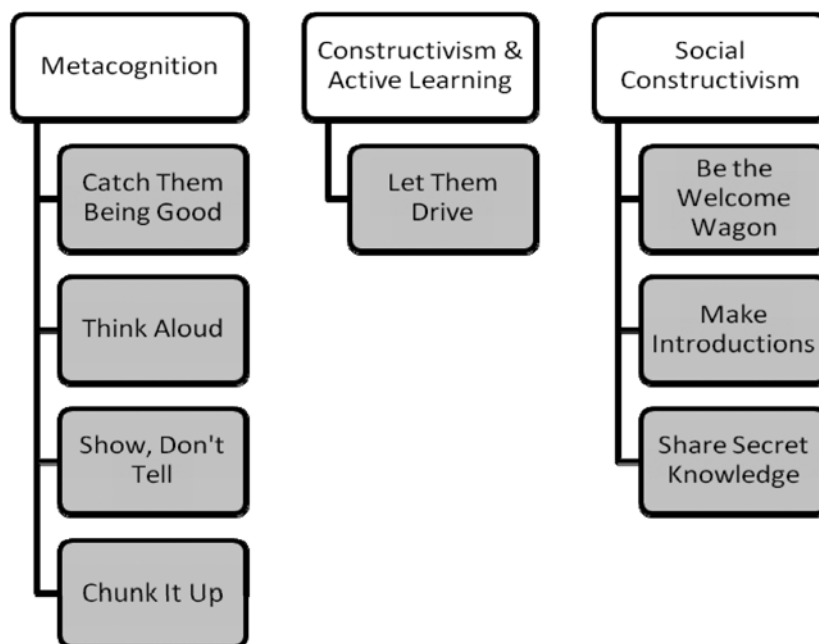 Metacognition
Catch Them
Being Good
Think Aloud
Show, Don't
Tell
Chunk It Up
Constructivism &
Active Learning
Let Them
Drive
Social
Constructivism
Be the
Welcome
Wagon
Make
Introductions
Share Secret
Knowledge